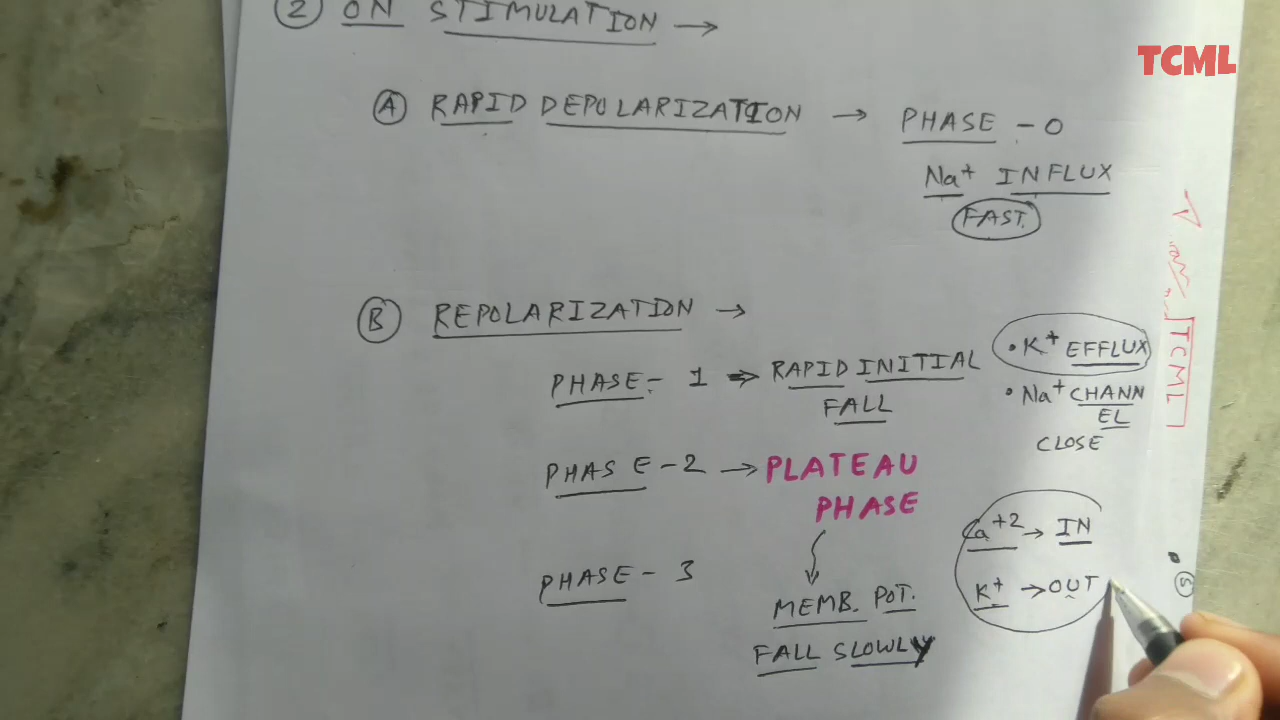 TCML
② ON STIMULATION →
Ⓐ RAPID DEPOLARIZATION → PHASE - 0
Na+ INFLUX
FAST.
Ⓑ REPOLARIZATION →
PHASE - 1 → RAPID INITIAL
FALL
• K+ EFFLUX
• Na+ CHANN
EL
CLOSE
PHASE - 2 → PLATEAU
PHASE
MEMB. POT.
FALL SLOWLY
Ca+2 → IN
K+ → OUT
PHASE - 3
TCML